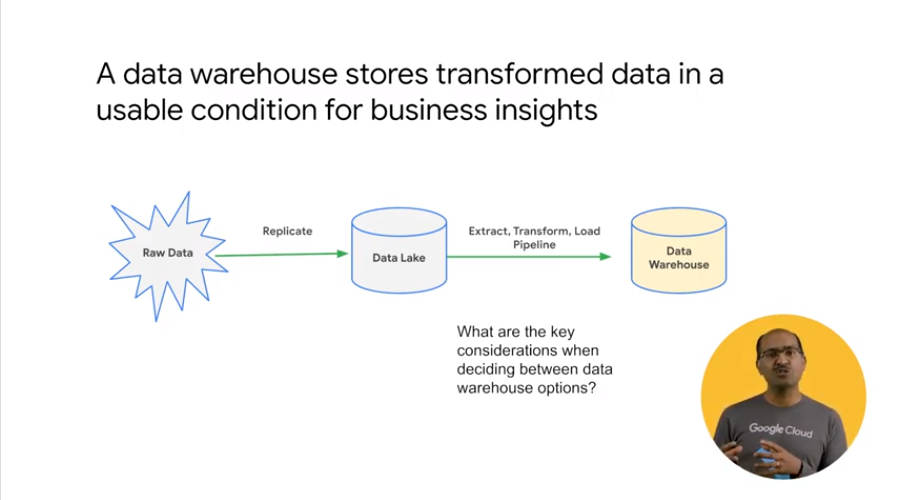 A data warehouse stores transformed data in a
usable condition for business insights
Raw Data
Replicate
Data Lake
Extract, Transform, Load
Pipeline
Data
Warehouse
What are the key
considerations when
deciding between data
warehouse options?
Google Cloud